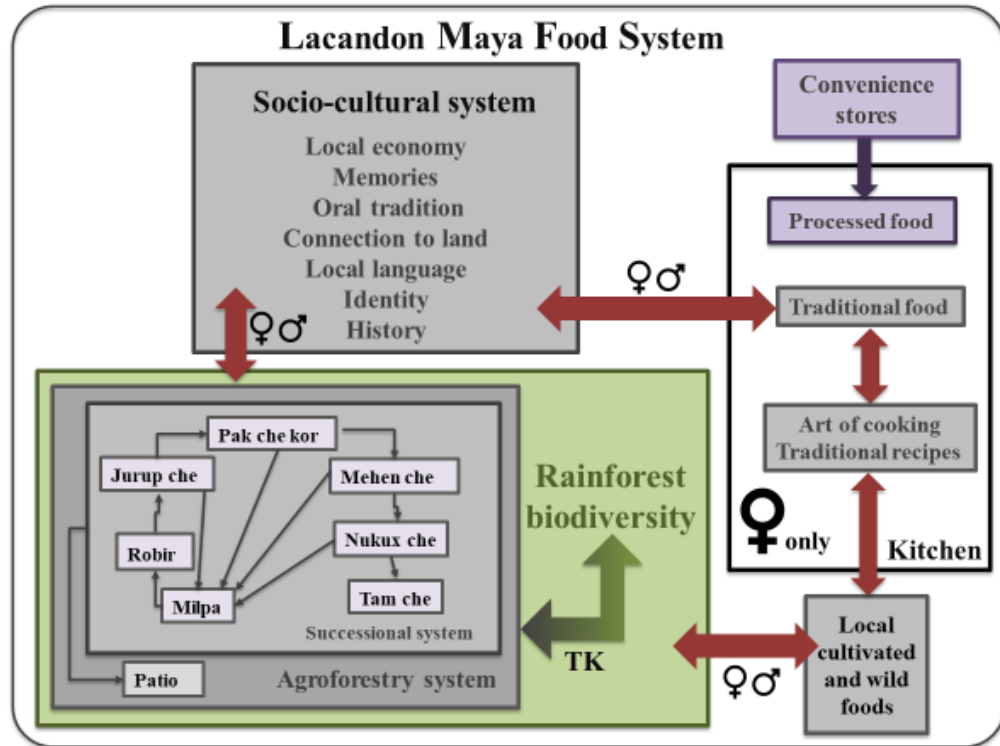 Lacandon Maya Food System
Socio-cultural system
Local economy
Memories
Oral tradition
Connection to land
Local language
Identity
History
Convenience
stores
Processed food
Traditional food
Art of cooking
Traditional recipes
only
Kitchen
Pak che kor
Jurup che
Mehen che
Robir
Nukux che
Milpa
Tam che
Successional system
Patio
Agroforestry system
Rainforest
biodiversity
TK
Local
cultivated
and wild
foods